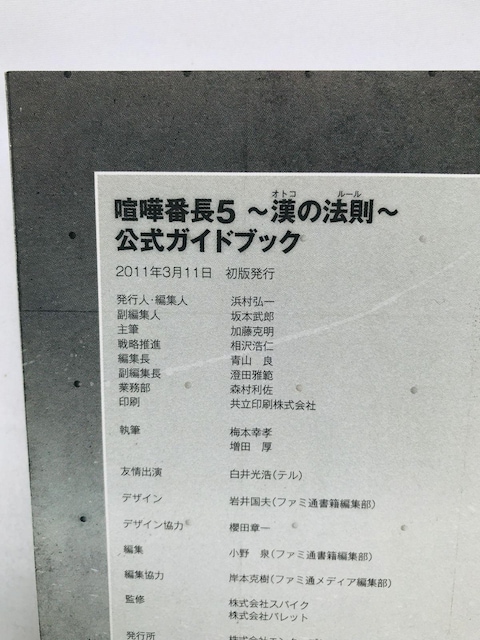 オトコ ルール
喧嘩番長5 ～漢の法則～
公式ガイドブック
2011年3月11日 初版発行
発行人・編集人 浜村弘一
副編集人 坂本武郎
主筆 加藤克明
戦略推進 相沢浩仁
編集長 青山 良
副編集長 澄田雅範
業務部 森村利佐
印刷 共立印刷株式会社
執筆 梅本幸孝
増田 厚
友情出演 白井光浩(テル)
デザイン 岩井国夫(ファミ通書籍編集部)
デザイン協力 櫻田章一
編集 小野 泉(ファミ通書籍編集部)
編集協力 岸本克樹(ファミ通メディア編集部)
監修 株式会社スパイク
株式会社バレット
発行所 株式会社エンター